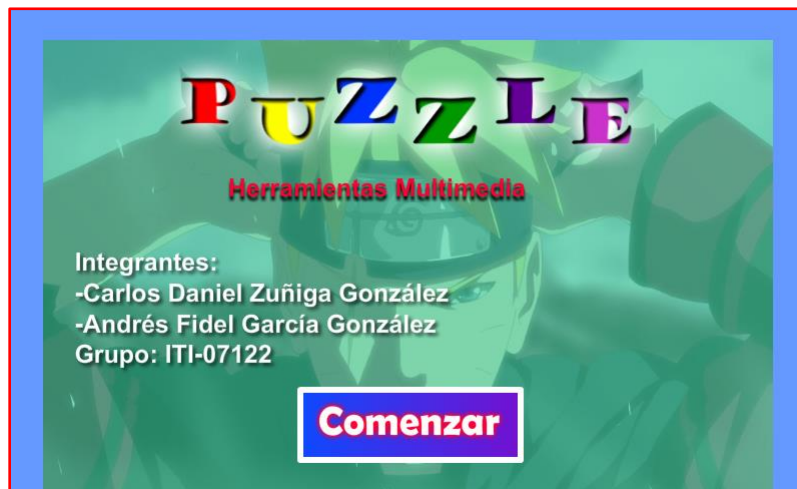 PUZZLE
Herramientas Multimedia
Integrantes:
-Carlos Daniel Zuñiga González
-Andrés Fidel García González
Grupo: ITI-07122
Comenzar